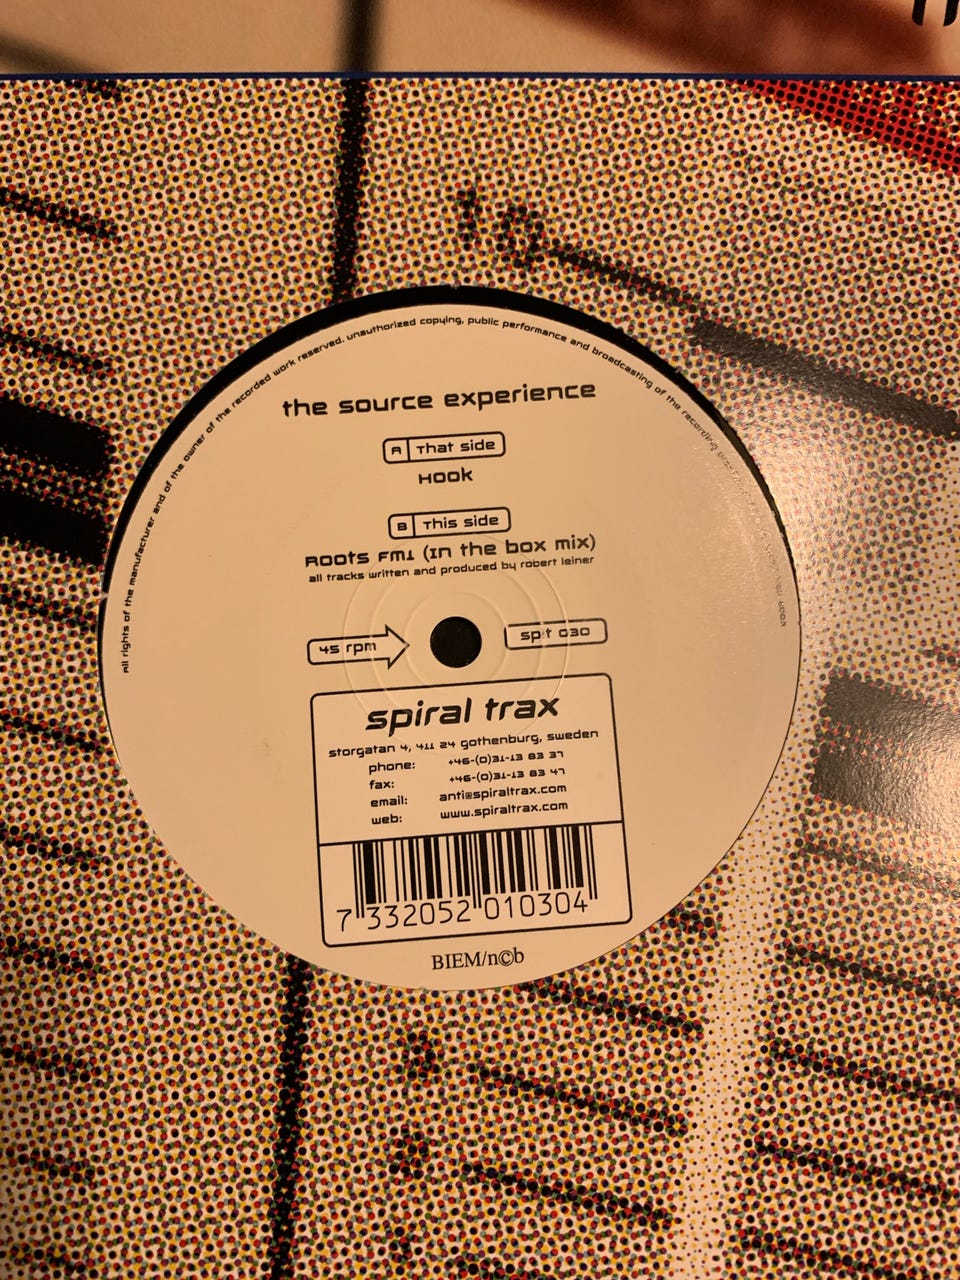 All rights of the manufacturer and of the owner of the recorded work reserved. unauthorized copying, public performance and broadcasting of the recording
the source experience
A That side
Hook
B This side
Roots FM1 (In the box mix)
all tracks written and produced by robert leiner
45 rpm
spit 030
spiral trax
storgatan 4, 411 24 gothenburg, sweden
phone: +46-(0)31-13 83 37
fax: +46-(0)31-13 83 47
email: anti@spiraltrax.com
web: www.spiraltrax.com
7 332052 010304
BIEM/n©b